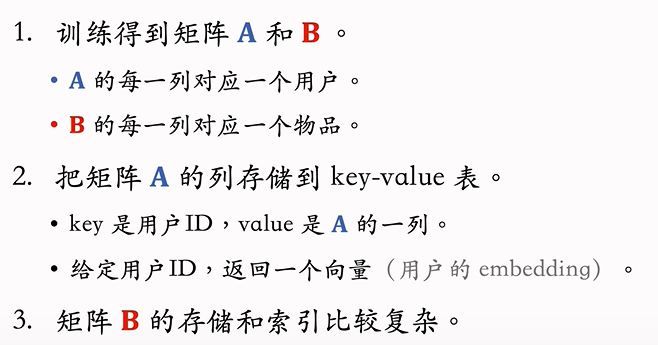 1. 训练得到矩阵 A 和 B 。
• A 的每一列对应一个用户。
• B 的每一列对应一个物品。
2. 把矩阵 A 的列存储到 key-value 表。
• key 是用户ID，value 是 A 的一列。
• 给定用户ID，返回一个向量（用户的 embedding）。
3. 矩阵 B 的存储和索引比较复杂。